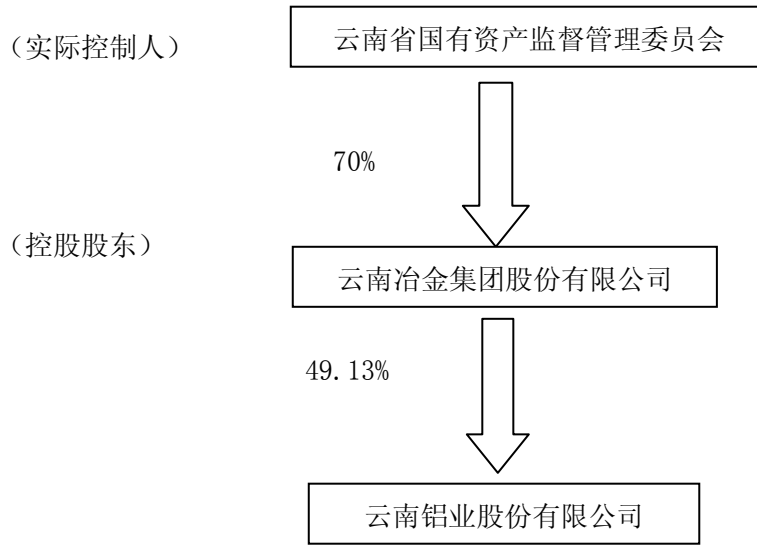 （实际控制人）
云南省国有资产监督管理委员会
70%
（控股股东）
云南冶金集团股份有限公司
49.13%
云南铝业股份有限公司